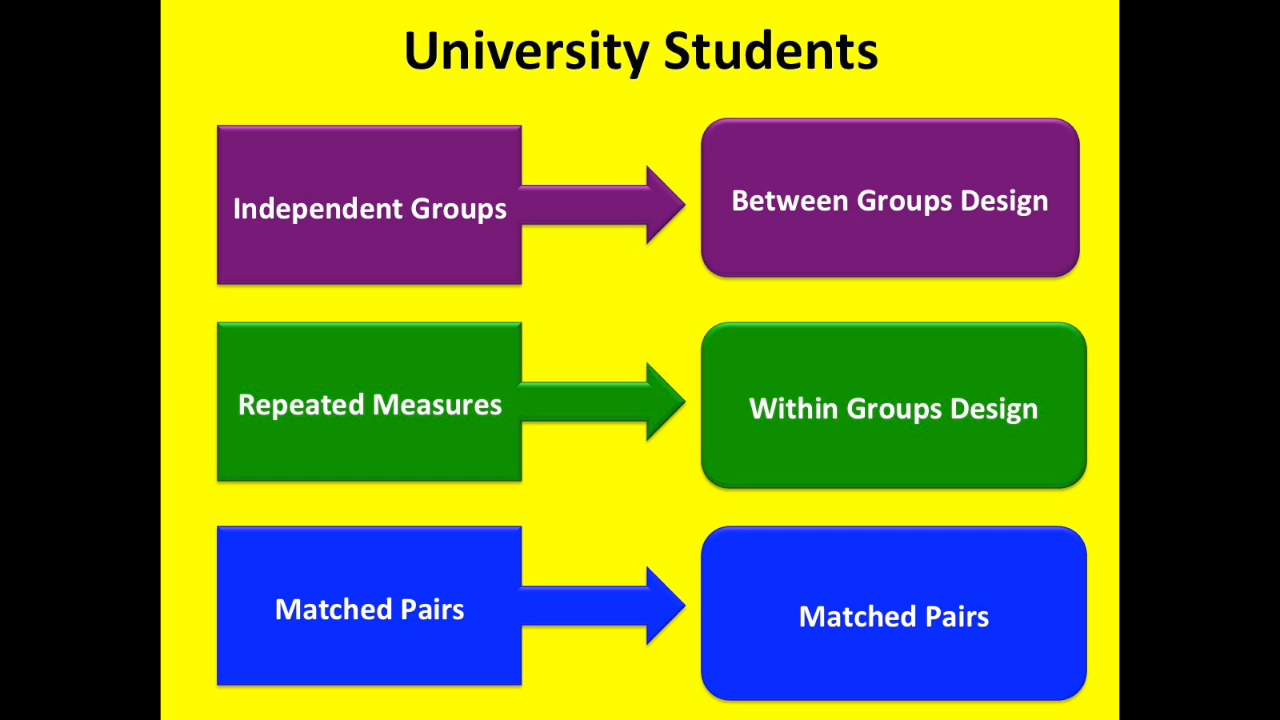 University Students
Independent Groups
Between Groups Design
Repeated Measures
Within Groups Design
Matched Pairs
Matched Pairs